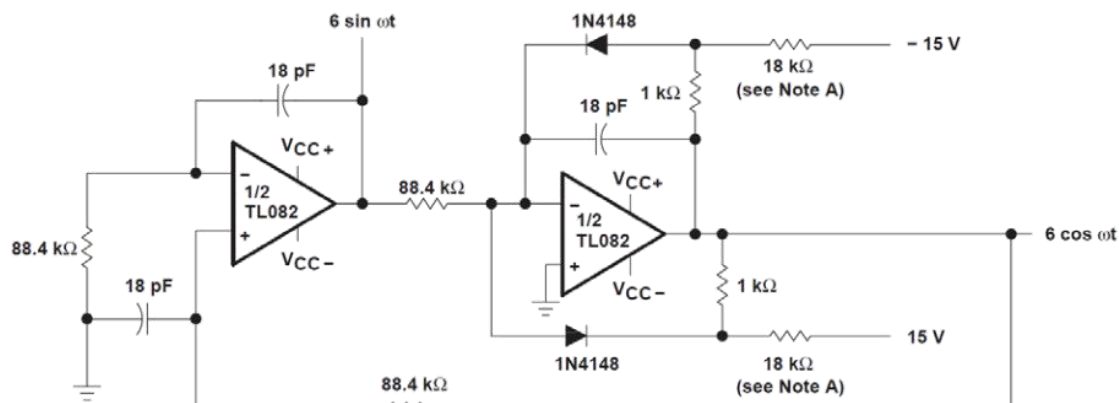 6 sin ωt
1N4148
− 15 V
18 pF
18 kΩ
(see Note A)
1 kΩ
18 pF
VCC+
88.4 kΩ
VCC+
−
1/2
TL082
+
−
1/2
TL082
+
6 cos ωt
88.4 kΩ
VCC−
VCC−
18 pF
1 kΩ
15 V
1N4148
18 kΩ
(see Note A)
88.4 kΩ